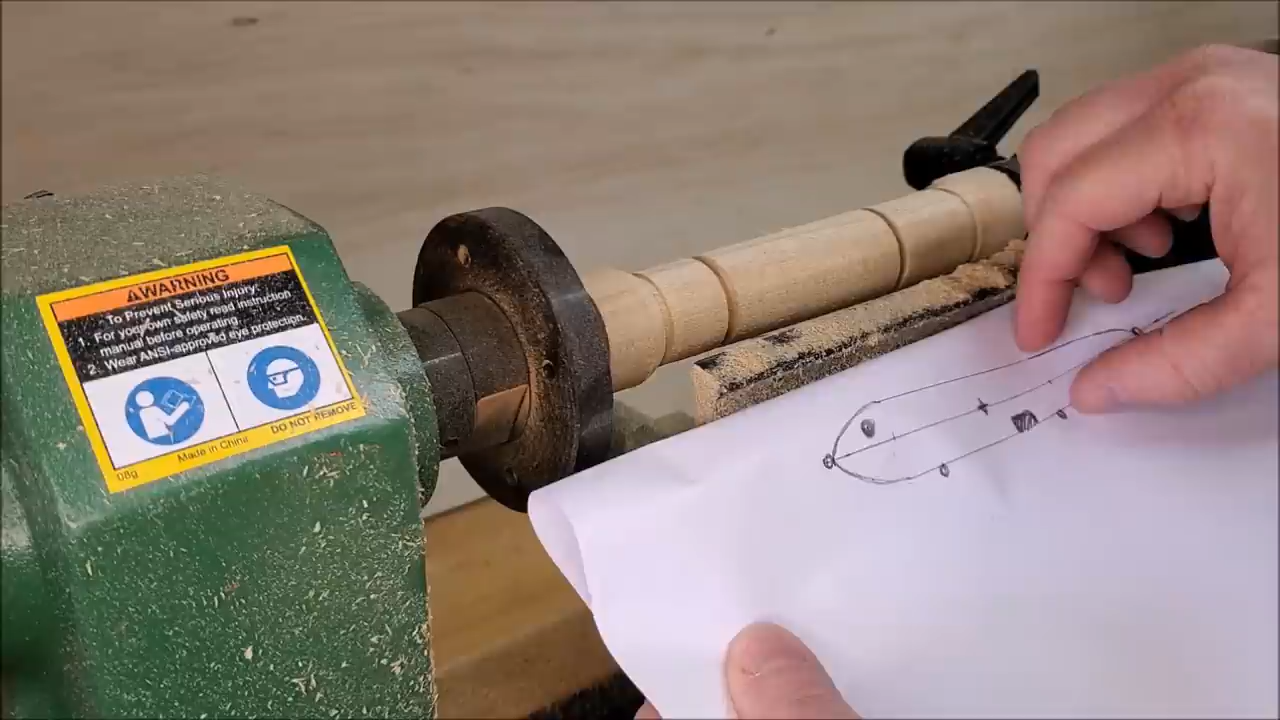 WARNING
To Prevent Serious Injury:
1. For your own safety read instruction
manual before operating.
2. Wear ANSI-approved eye protection.
08g
Made in China
DO NOT REMOVE